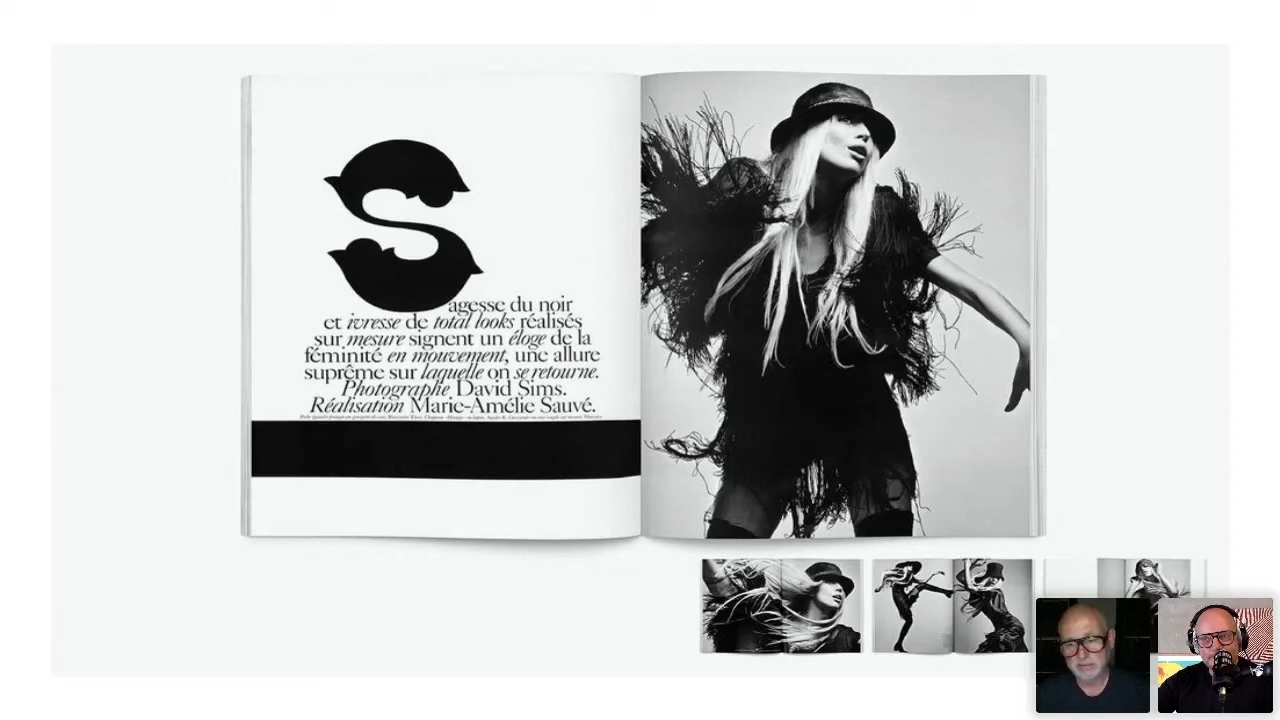 S
agesse du noir
et ivresse de total looks réalisés
sur mesure signent un éloge de la
féminité en mouvement, une allure
suprême sur laquelle on se retourne.
Photographe David Sims.
Réalisation Marie-Amélie Sauvé.